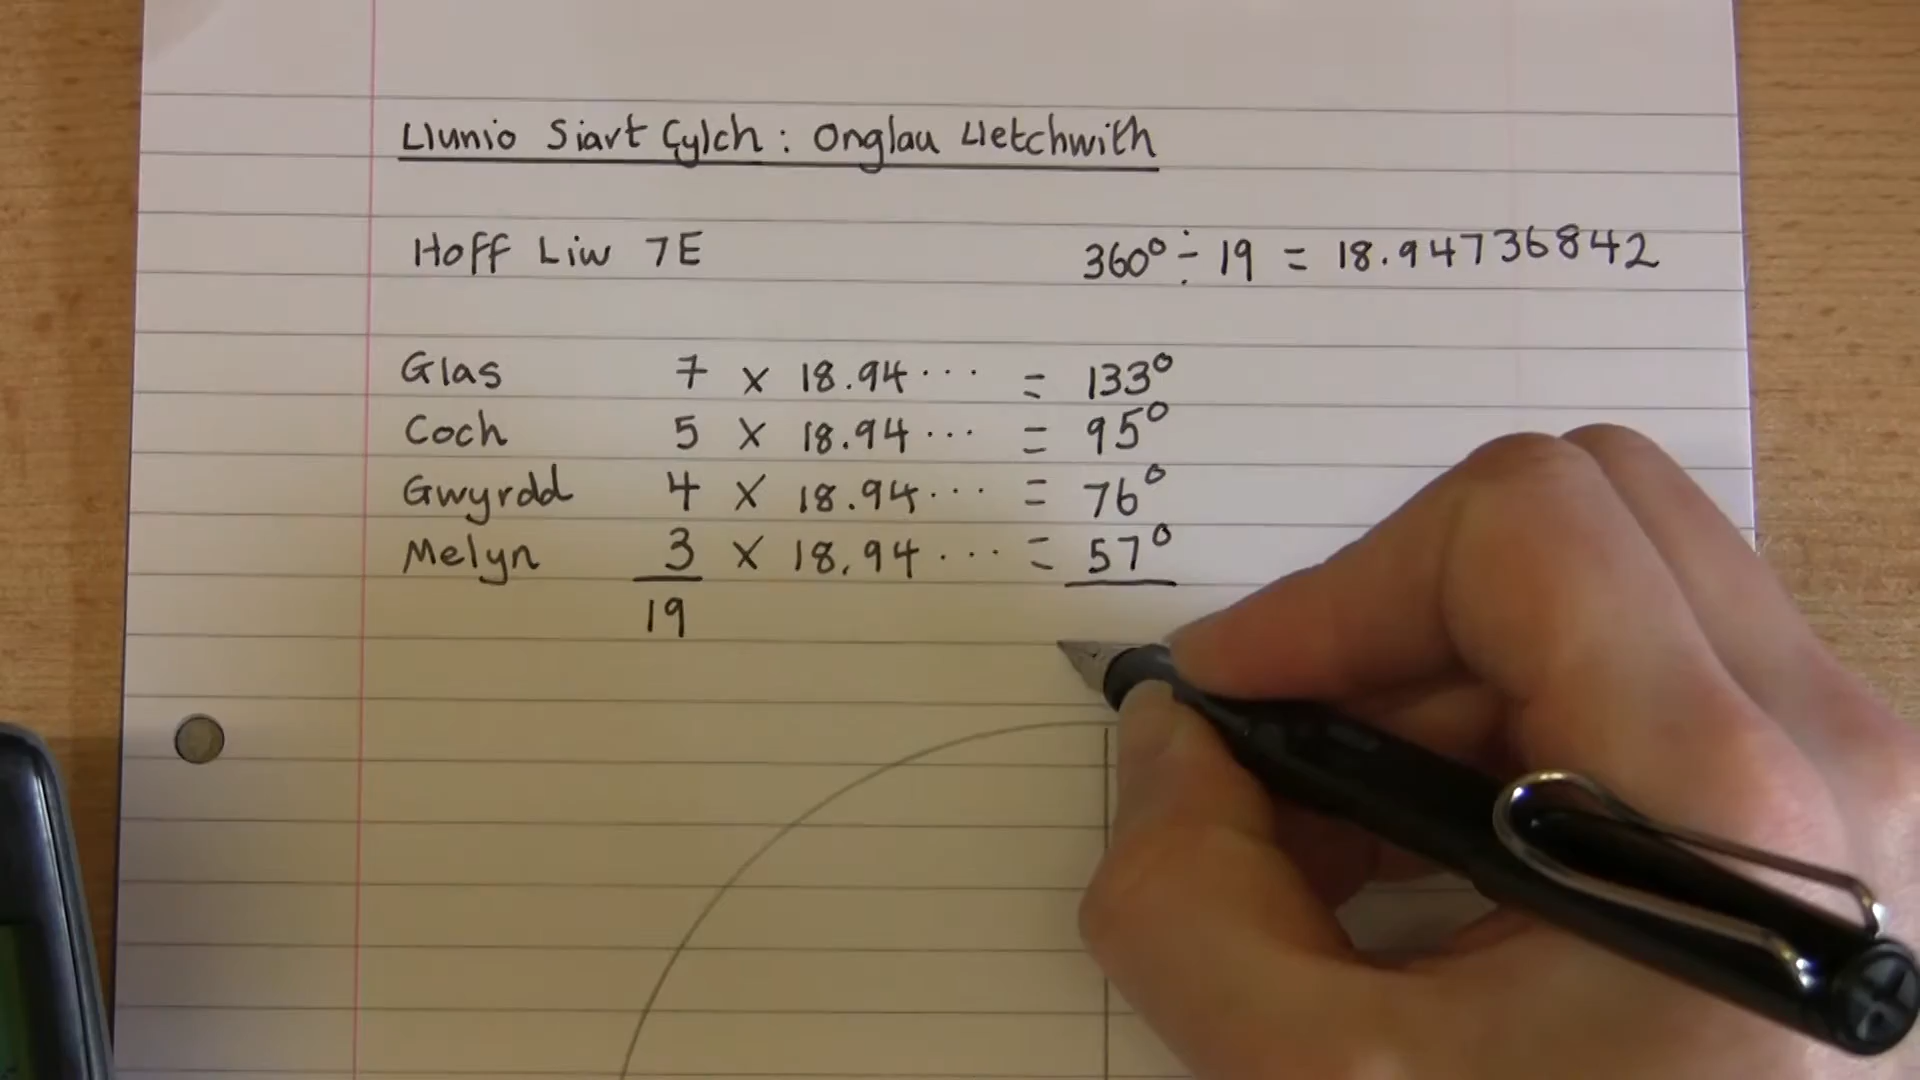 Llunio Siart Cylch: Onglau Lletchwith
Hoff Liw 7E 360° ÷ 19 = 18.94736842
Glas 7 x 18.94... = 133°
Coch 5 x 18.94... = 95°
Gwyrdd 4 x 18.94... = 76°
Melyn 3 x 18.94... = 57°
19